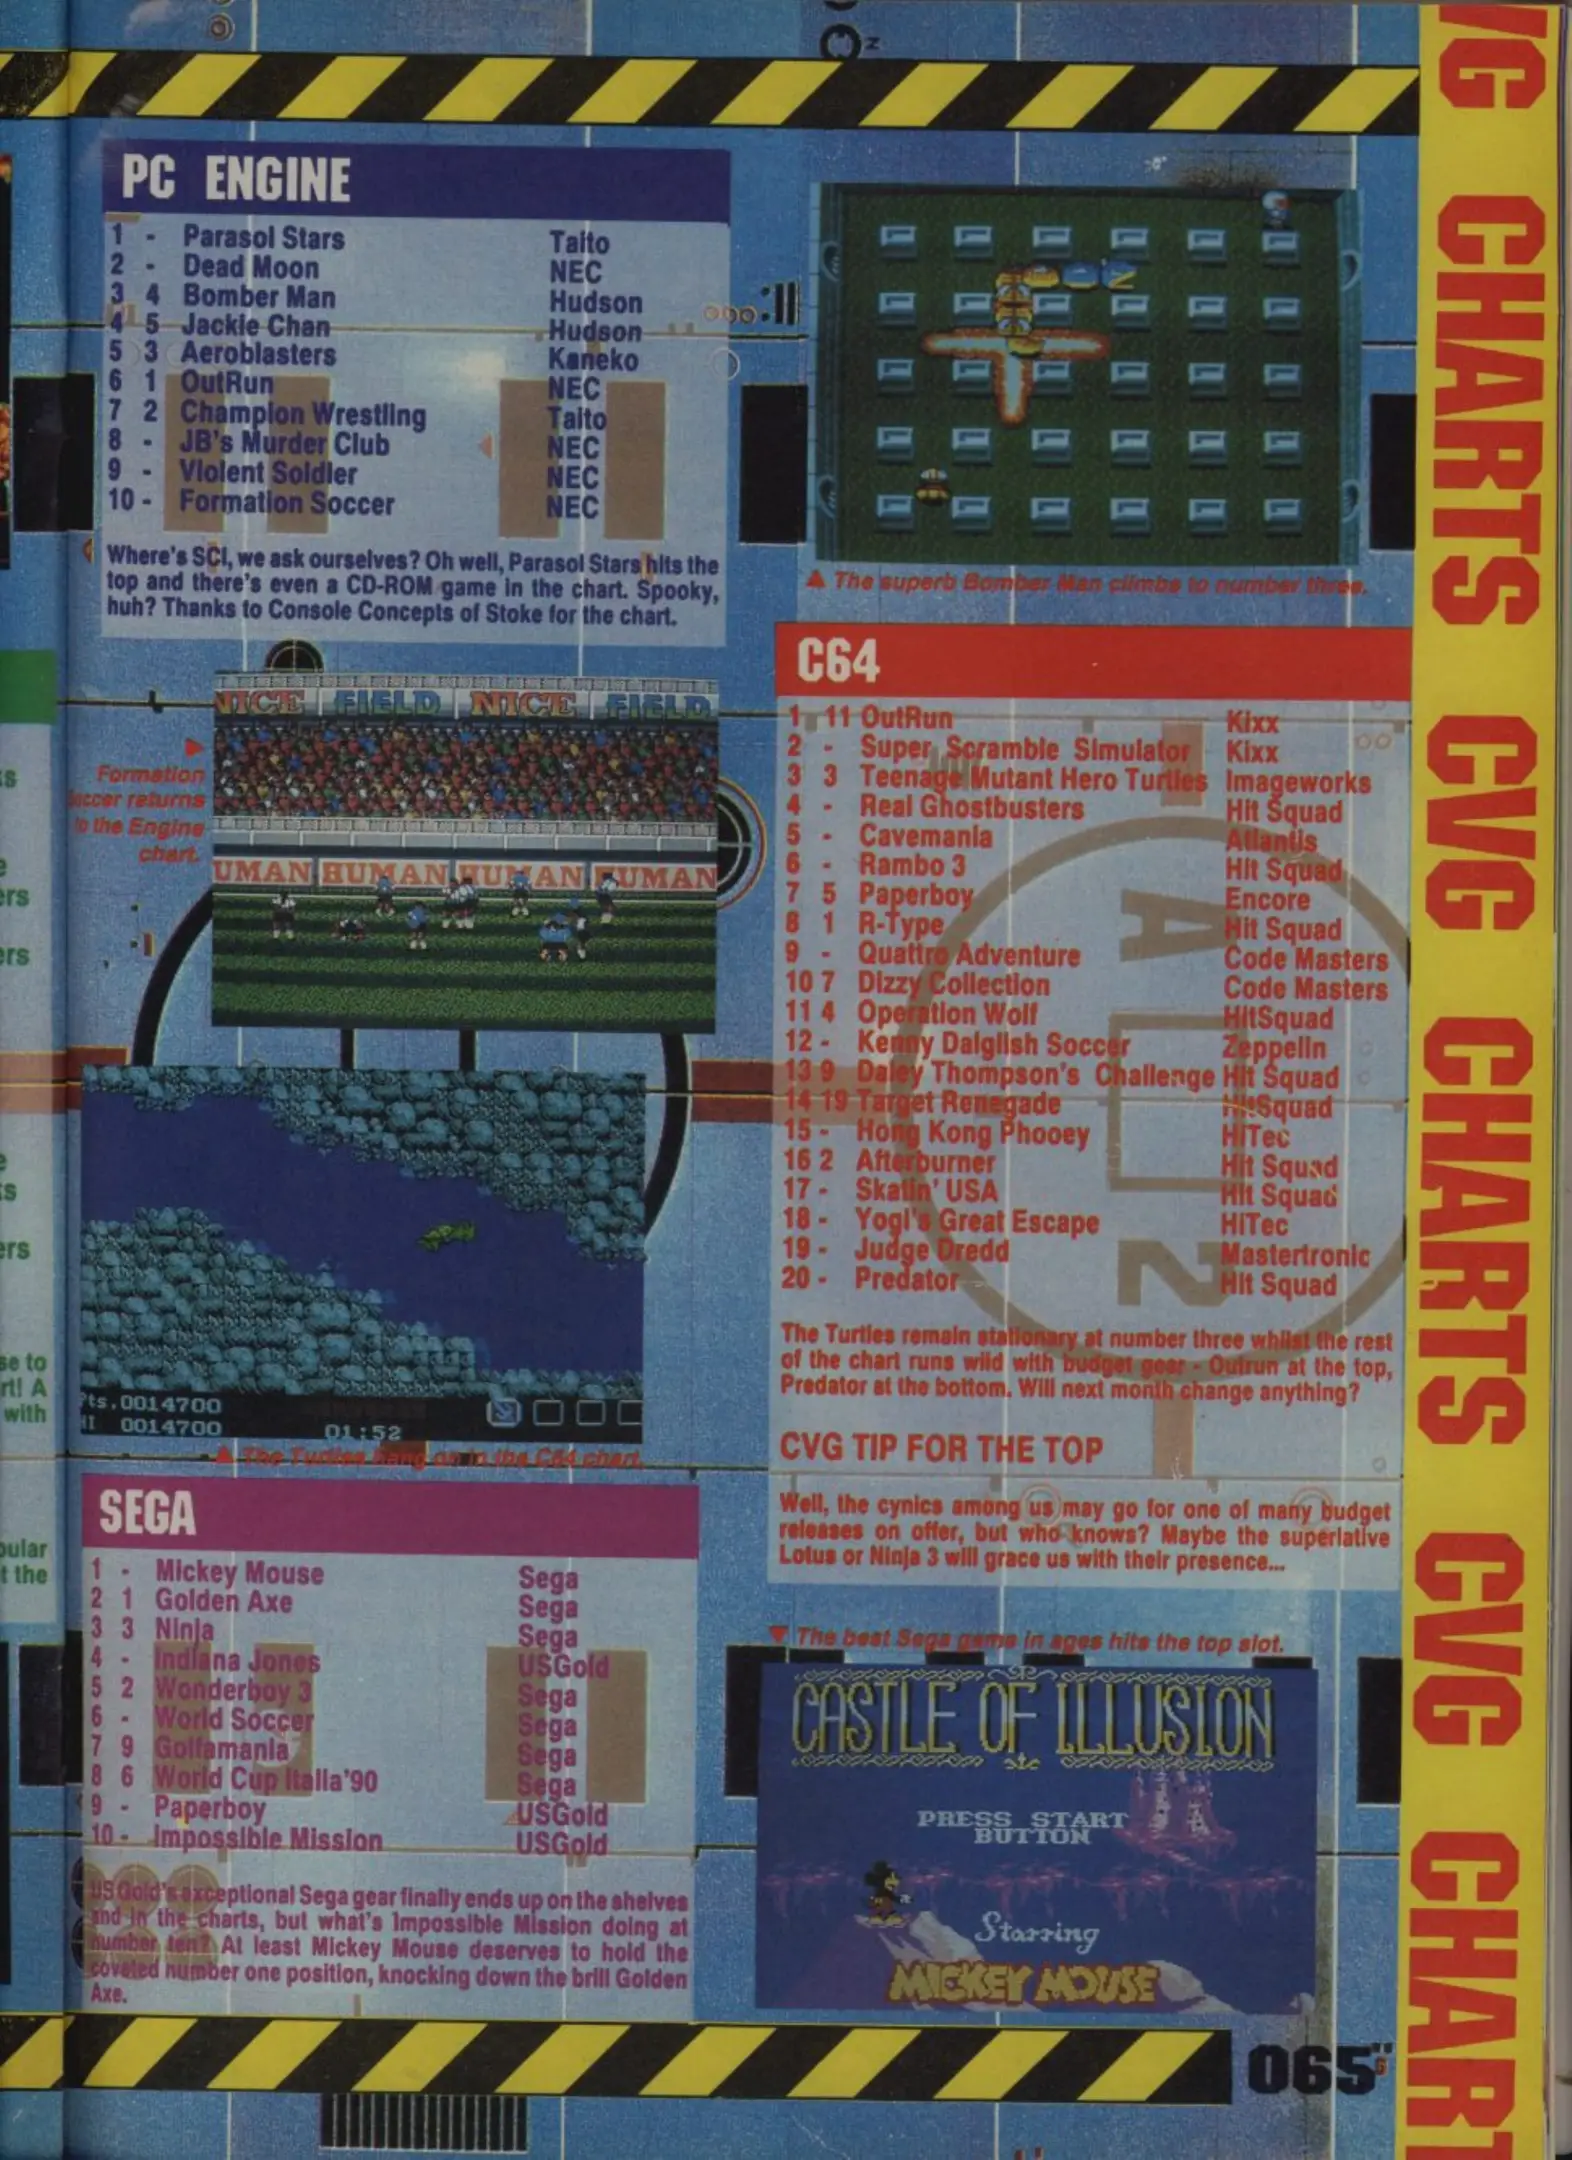 PC ENGINE
1 - Parasol Stars Taito
2 - Dead Moon NEC
3 4 Bomber Man Hudson
4 5 Jackie Chan Hudson
5 3 Aeroblasters Kaneko
6 1 OutRun NEC
7 2 Champion Wrestling Taito
8 - JB's Murder Club NEC
9 - Violent Soldier NEC
10 - Formation Soccer NEC
Where's SCI, we ask ourselves? Oh well, Parasol Stars hits the
top and there's even a CD-ROM game in the chart. Spooky,
huh? Thanks to Console Concepts of Stoke for the chart.
▲ The superb Bomber Man climbs to number three.
▶
Formation
Soccer returns
to the Engine
chart.
NICE FIELD NICE FIELD
UMAN HUMAN HUMAN HUMAN
Pts.0014700
HI 0014700
01:52
▲ The Turtles hang on in the C64 chart.
C64
1 11 OutRun Kixx
2 - Super Scramble Simulator Kixx
3 3 Teenage Mutant Hero Turtles Imageworks
4 - Real Ghostbusters Hit Squad
5 - Cavemania Atlantis
6 - Rambo 3 Hit Squad
7 5 Paperboy Encore
8 1 R-Type Hit Squad
9 - Quattro Adventure Code Masters
10 7 Dizzy Collection Code Masters
11 4 Operation Wolf HitSquad
12 - Kenny Dalglish Soccer Zeppelin
13 9 Daley Thompson's Challenge Hit Squad
14 19 Target Renegade HitSquad
15 - Hong Kong Phooey HiTec
16 2 Afterburner Hit Squad
17 - Skatin' USA Hit Squad
18 - Yogi's Great Escape HiTec
19 - Judge Dredd Mastertronic
20 - Predator Hit Squad
The Turtles remain stationary at number three whilst the rest
of the chart runs wild with budget gear - Outrun at the top,
Predator at the bottom. Will next month change anything?
CVG TIP FOR THE TOP
Well, the cynics among us may go for one of many budget
releases on offer, but who knows? Maybe the superlative
Lotus or Ninja 3 will grace us with their presence...
SEGA
1 - Mickey Mouse Sega
2 1 Golden Axe Sega
3 3 Ninja Sega
4 - Indiana Jones USGold
5 2 Wonderboy 3 Sega
6 - World Soccer Sega
7 9 Golfamania Sega
8 6 World Cup Italia'90 Sega
9 - Paperboy USGold
10 - Impossible Mission USGold
US Gold's exceptional Sega gear finally ends up on the shelves
and in the charts, but what's Impossible Mission doing at
number ten? At least Mickey Mouse deserves to hold the
coveted number one position, knocking down the brill Golden
Axe.
▼ The best Sega game in ages hits the top slot.
CASTLE OF ILLUSION
PRESS START
BUTTON
Starring
MICKEY MOUSE
065
VG CHARTS CVG CHARTS CVG CHART
AL 2
s
e
ers
ers
e
ts
ers
se to
rt! A
with
pular
t the